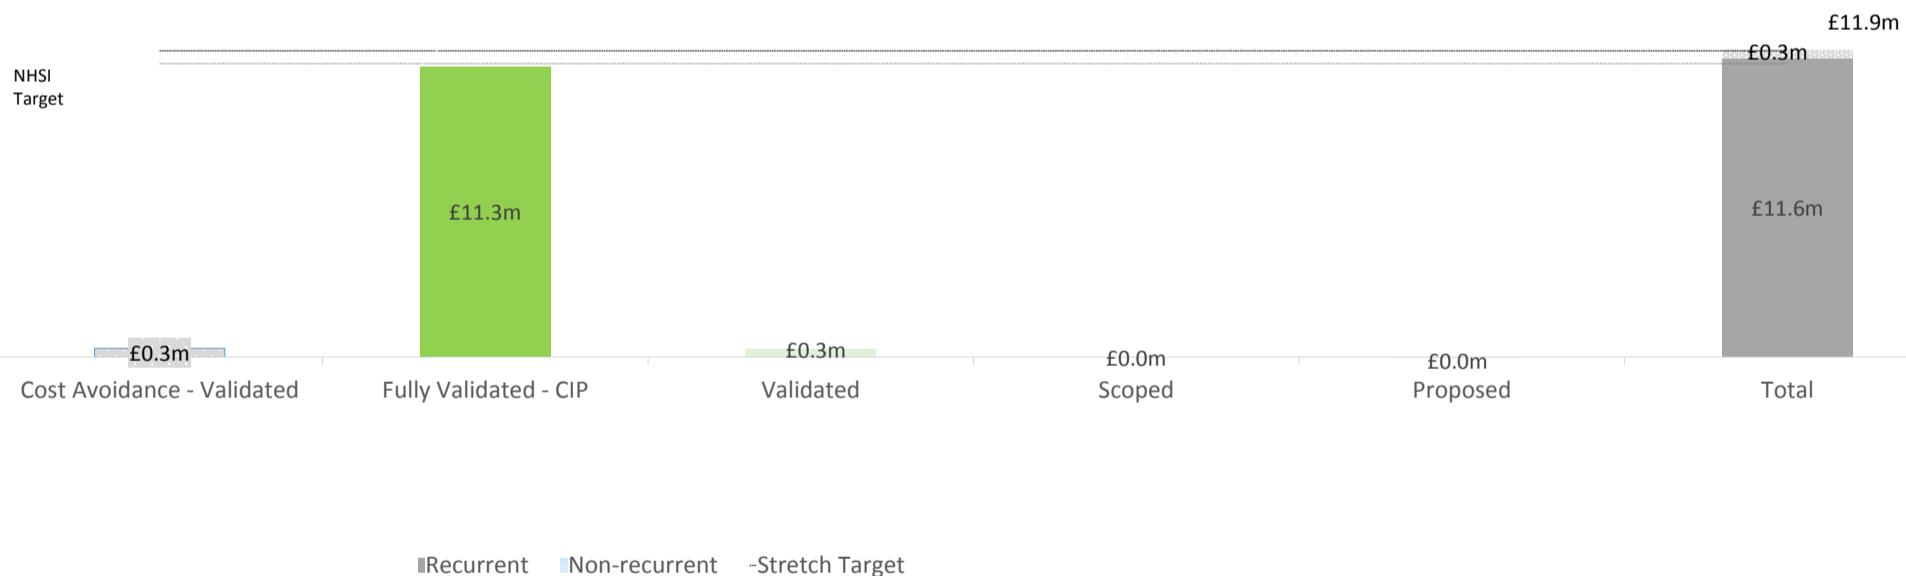 £11.9m
£0.3m
NHSI
Target
£11.3m
£11.6m
£0.3m
£0.3m
£0.0m
£0.0m
Cost Avoidance - Validated
Fully Validated - CIP
Validated
Scoped
Proposed
Total
Recurrent
Non-recurrent
Stretch Target